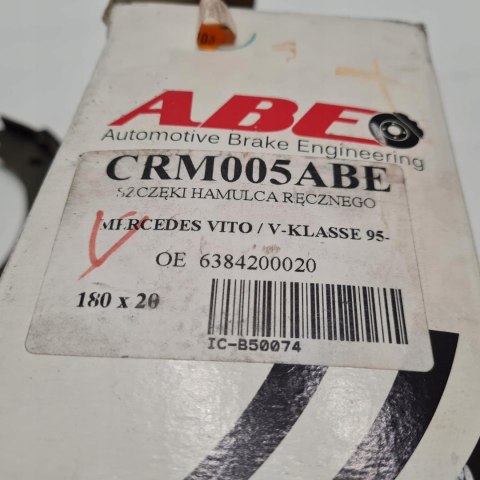 ABE
Automotive Brake Engineering
CRM005ABE
SZCZĘKI HAMULCA RĘCZNEGO
MERCEDES VITO / V-KLASSE 95-
OE 6384200020
180 x 20
IC-B50074